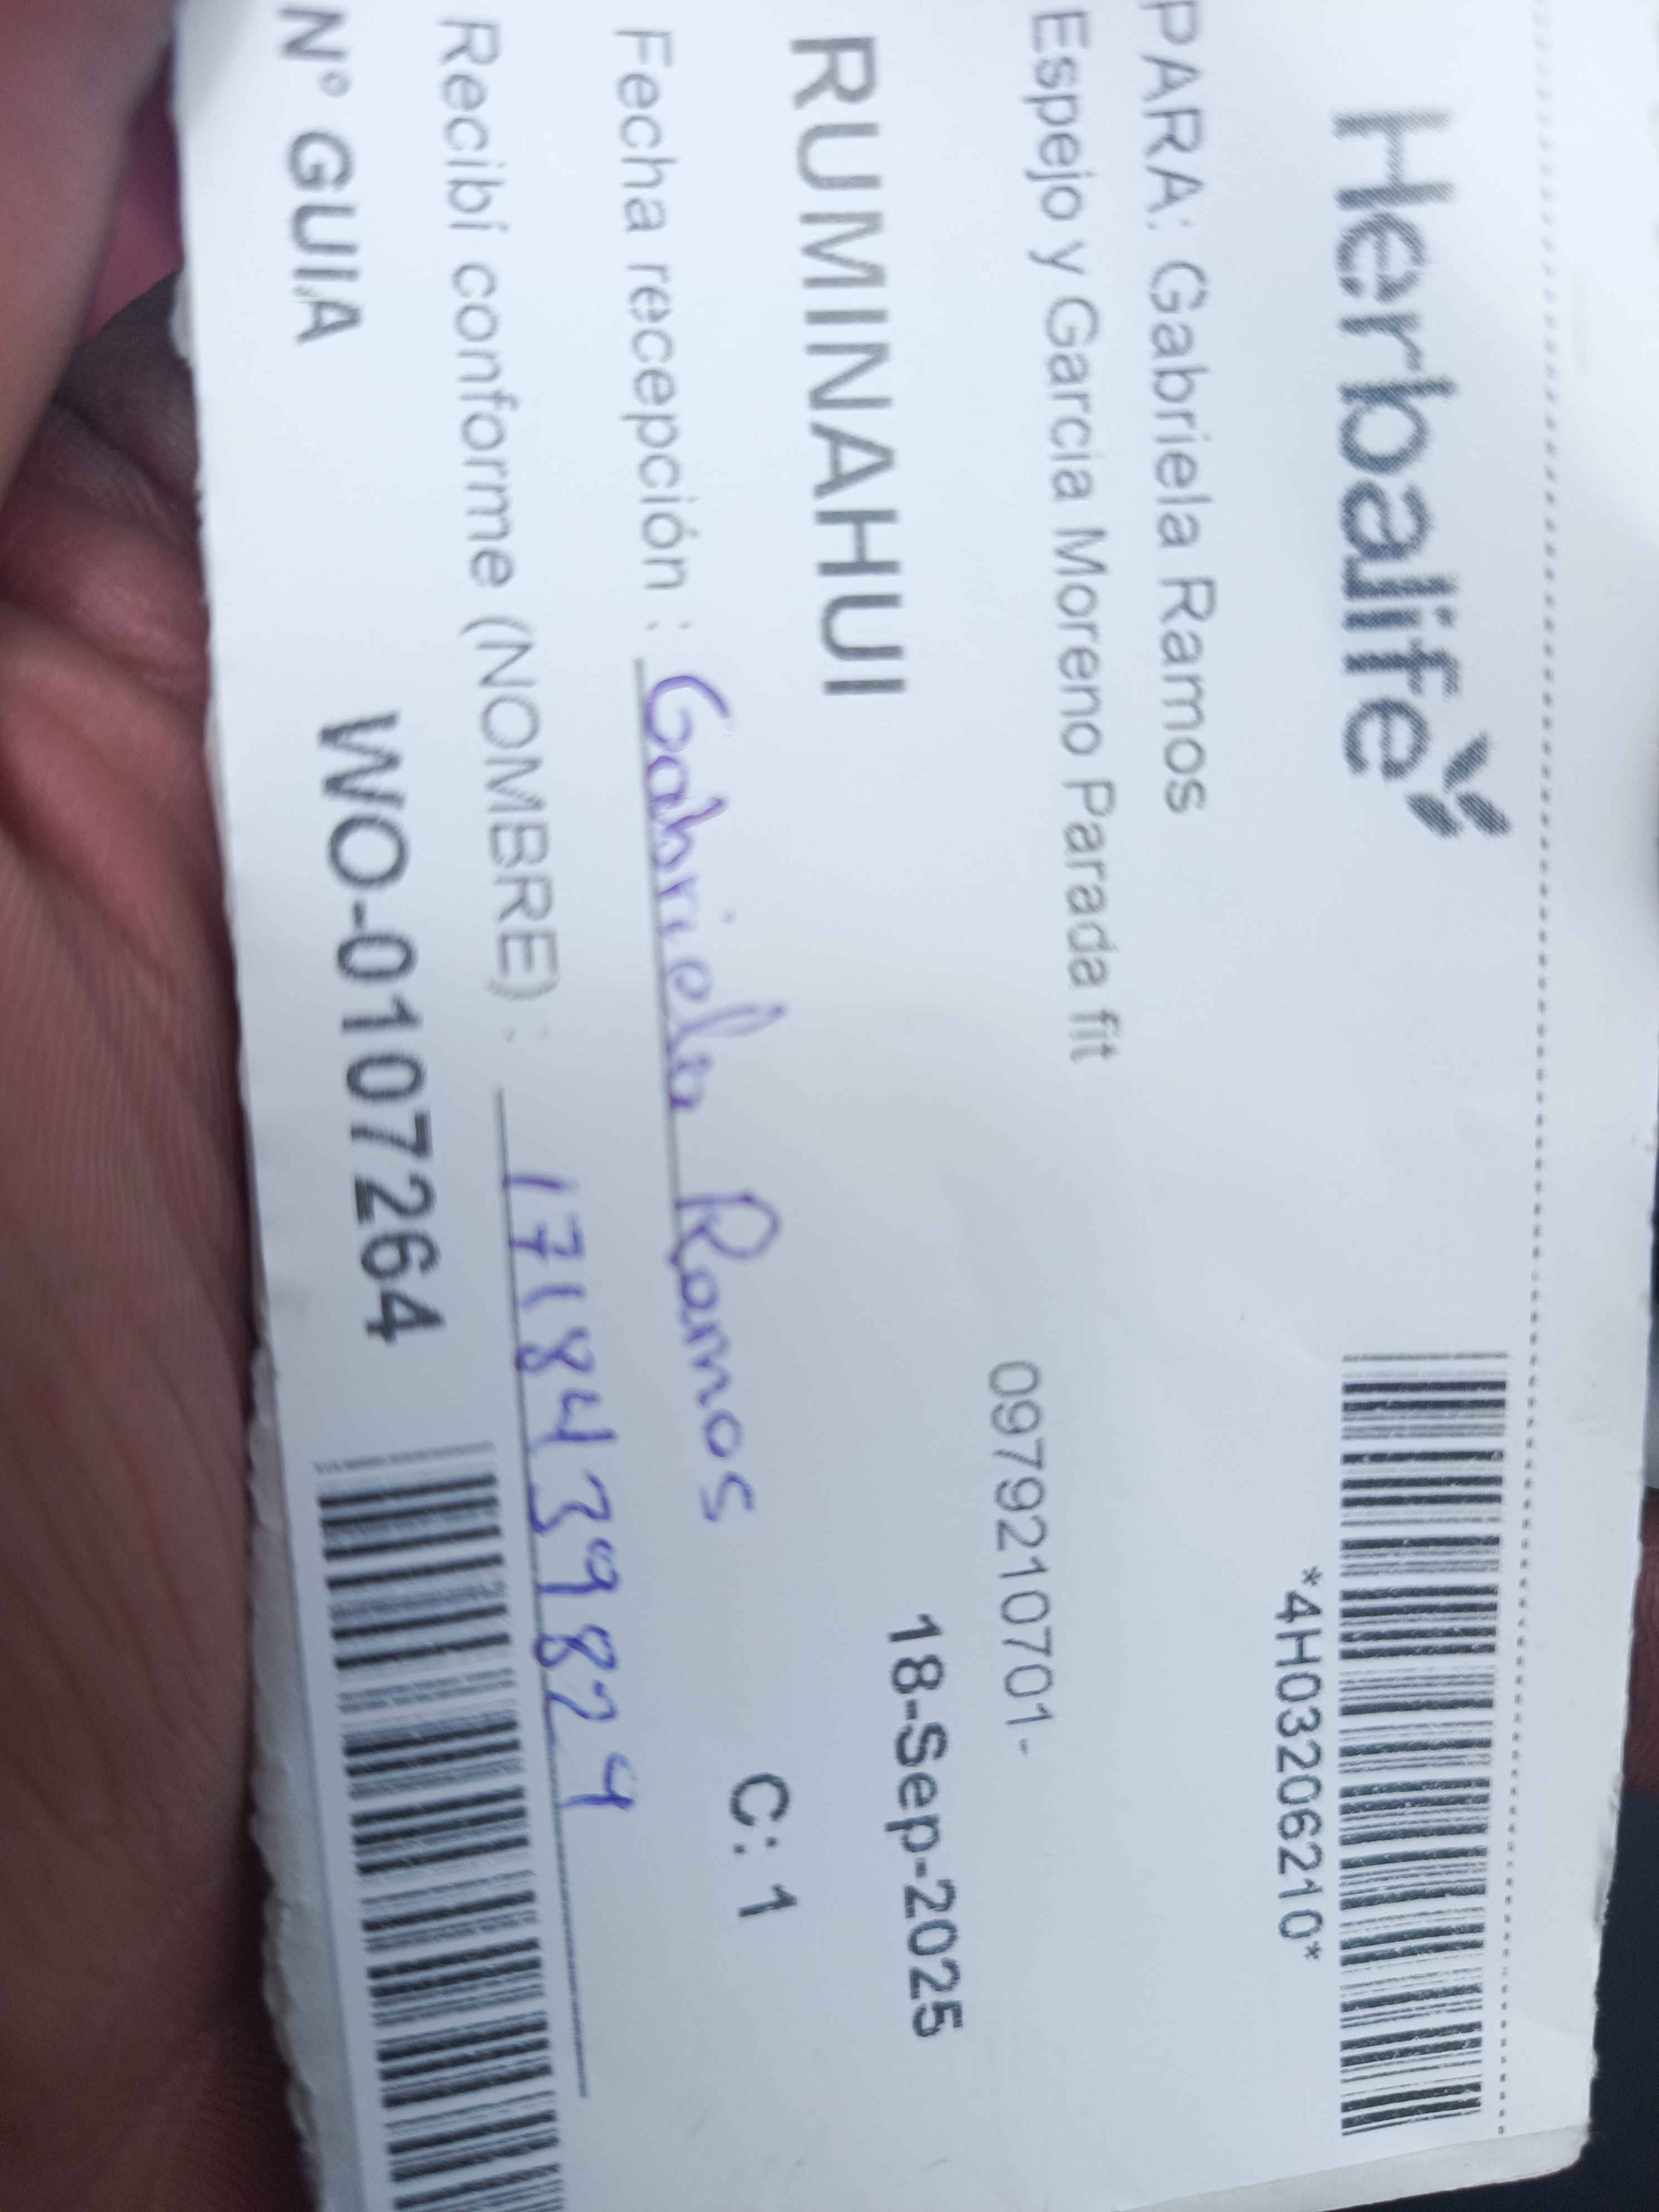 Herbalife
*4H03206210*
PARA: Gabriela Ramos
Espejo y Garcia Moreno Parada fit
0979210701-
RUMINAHUI
18-Sep-2025
Fecha recepción : Gabriela Ramos
C: 1
Recibí conforme (NOMBRE) : 1718439824
N° GUIA WO-0107264